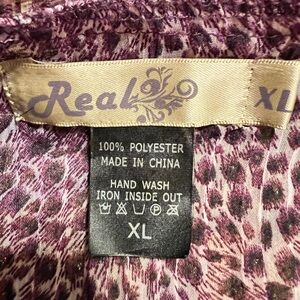 Real XL
100% POLYESTER
MADE IN CHINA
HAND WASH
IRON INSIDE OUT
XL